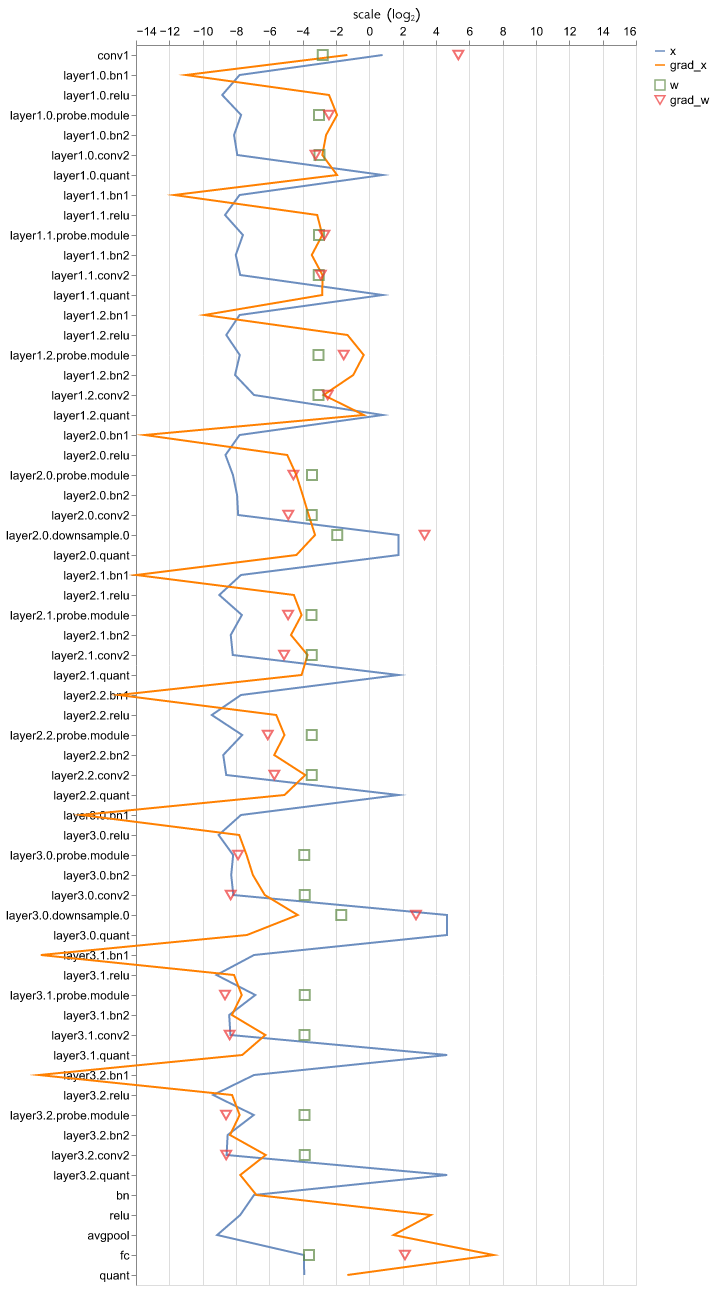 scale (log₂)
−14 −12 −10 −8 −6 −4 −2 0 2 4 6 8 10 12 14 16
x
grad_x
w
grad_w
conv1
layer1.0.bn1
layer1.0.relu
layer1.0.probe.module
layer1.0.bn2
layer1.0.conv2
layer1.0.quant
layer1.1.bn1
layer1.1.relu
layer1.1.probe.module
layer1.1.bn2
layer1.1.conv2
layer1.1.quant
layer1.2.bn1
layer1.2.relu
layer1.2.probe.module
layer1.2.bn2
layer1.2.conv2
layer1.2.quant
layer2.0.bn1
layer2.0.relu
layer2.0.probe.module
layer2.0.bn2
layer2.0.conv2
layer2.0.downsample.0
layer2.0.quant
layer2.1.bn1
layer2.1.relu
layer2.1.probe.module
layer2.1.bn2
layer2.1.conv2
layer2.1.quant
layer2.2.bn1
layer2.2.relu
layer2.2.probe.module
layer2.2.bn2
layer2.2.conv2
layer2.2.quant
layer3.0.bn1
layer3.0.relu
layer3.0.probe.module
layer3.0.bn2
layer3.0.conv2
layer3.0.downsample.0
layer3.0.quant
layer3.1.bn1
layer3.1.relu
layer3.1.probe.module
layer3.1.bn2
layer3.1.conv2
layer3.1.quant
layer3.2.bn1
layer3.2.relu
layer3.2.probe.module
layer3.2.bn2
layer3.2.conv2
layer3.2.quant
bn
relu
avgpool
fc
quant